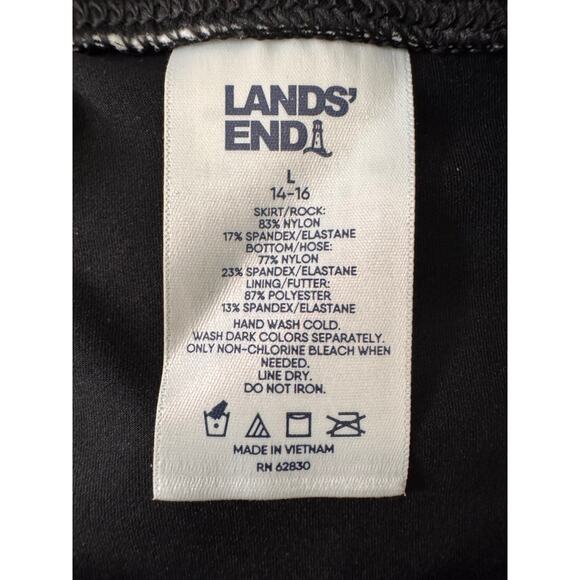 LANDS'
END
L
14-16
SKIRT/ROCK:
83% NYLON
17% SPANDEX/ELASTANE
BOTTOM/HOSE:
77% NYLON
23% SPANDEX/ELASTANE
LINING/FUTTER:
87% POLYESTER
13% SPANDEX/ELASTANE
HAND WASH COLD.
WASH DARK COLORS SEPARATELY.
ONLY NON-CHLORINE BLEACH WHEN
NEEDED.
LINE DRY.
DO NOT IRON.
MADE IN VIETNAM
RN 62830